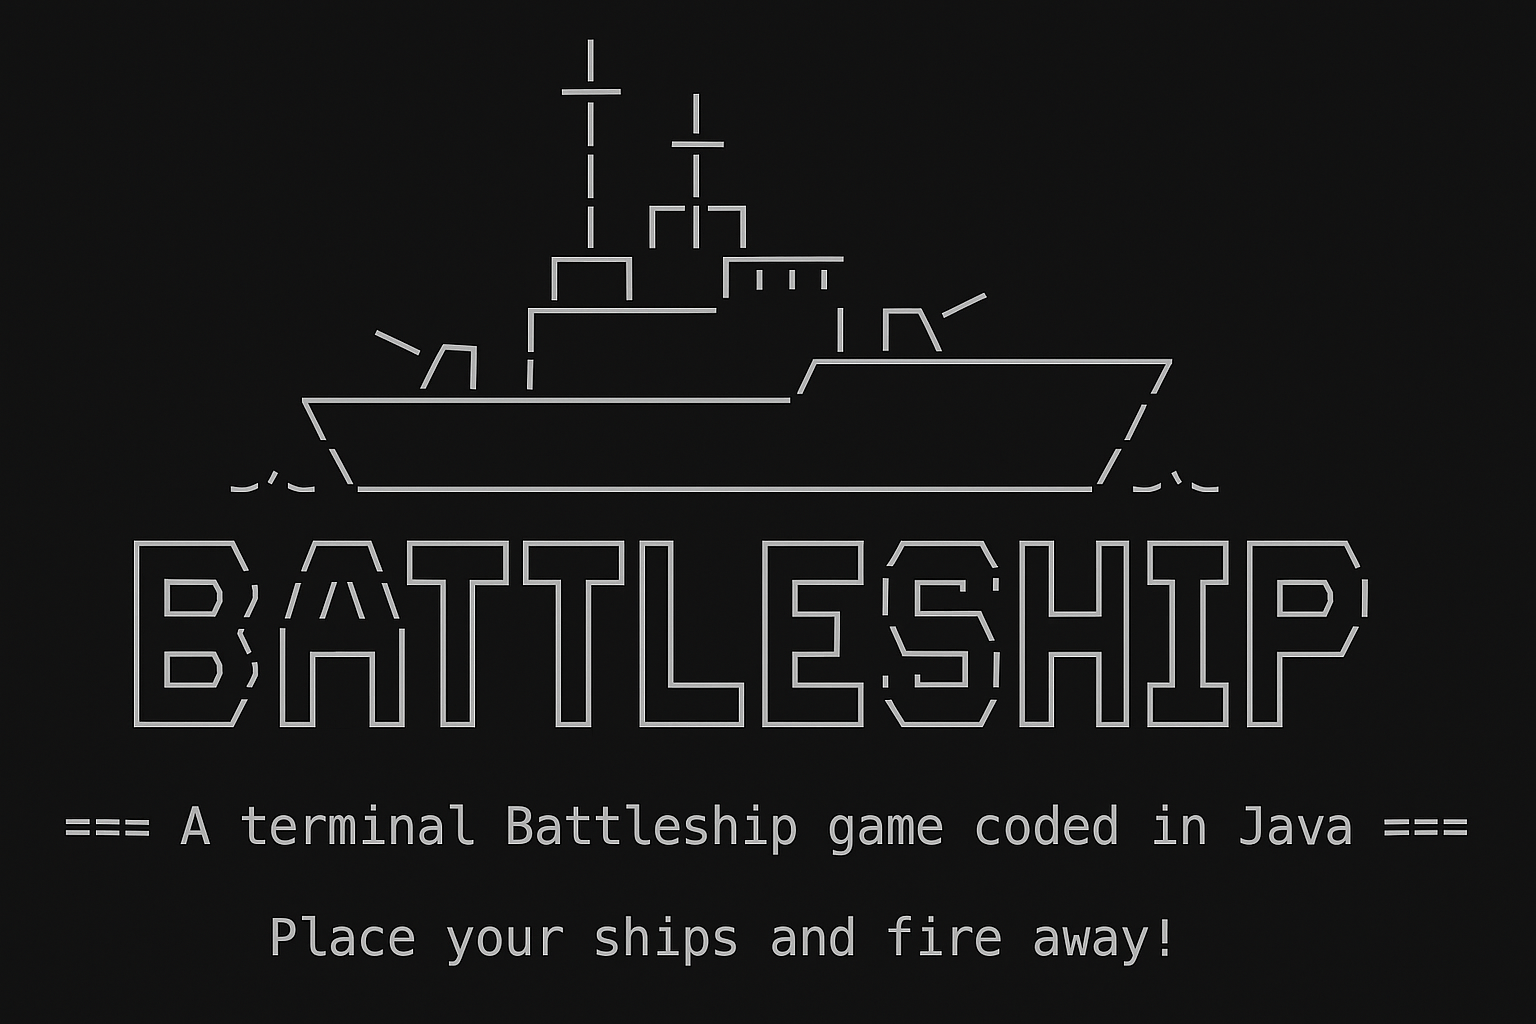 BATTLESHIP
=== A terminal Battleship game coded in Java ===
Place your ships and fire away!